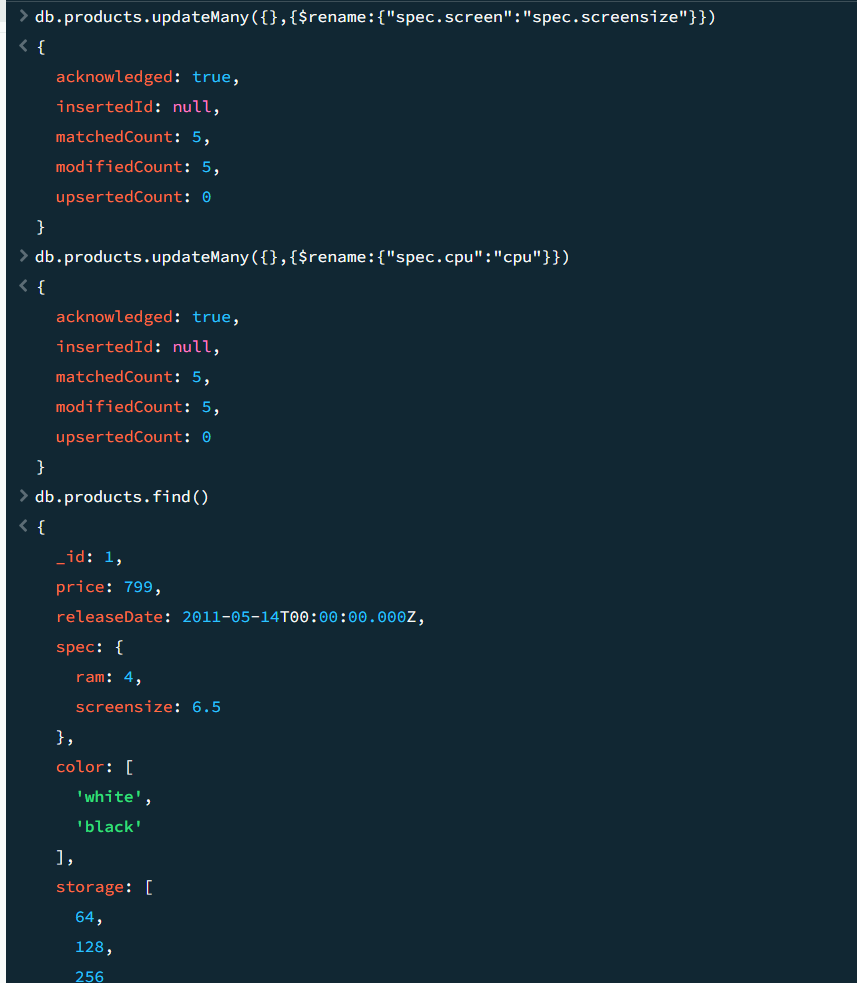 > db.products.updateMany({},{$rename:{"spec.screen":"spec.screensize"}})
< {
acknowledged: true,
insertedId: null,
matchedCount: 5,
modifiedCount: 5,
upsertedCount: 0
}
> db.products.updateMany({},{$rename:{"spec.cpu":"cpu"}})
< {
acknowledged: true,
insertedId: null,
matchedCount: 5,
modifiedCount: 5,
upsertedCount: 0
}
> db.products.find()
< {
_id: 1,
price: 799,
releaseDate: 2011-05-14T00:00:00.000Z,
spec: {
ram: 4,
screensize: 6.5
},
color: [
'white',
'black'
],
storage: [
64,
128,
256